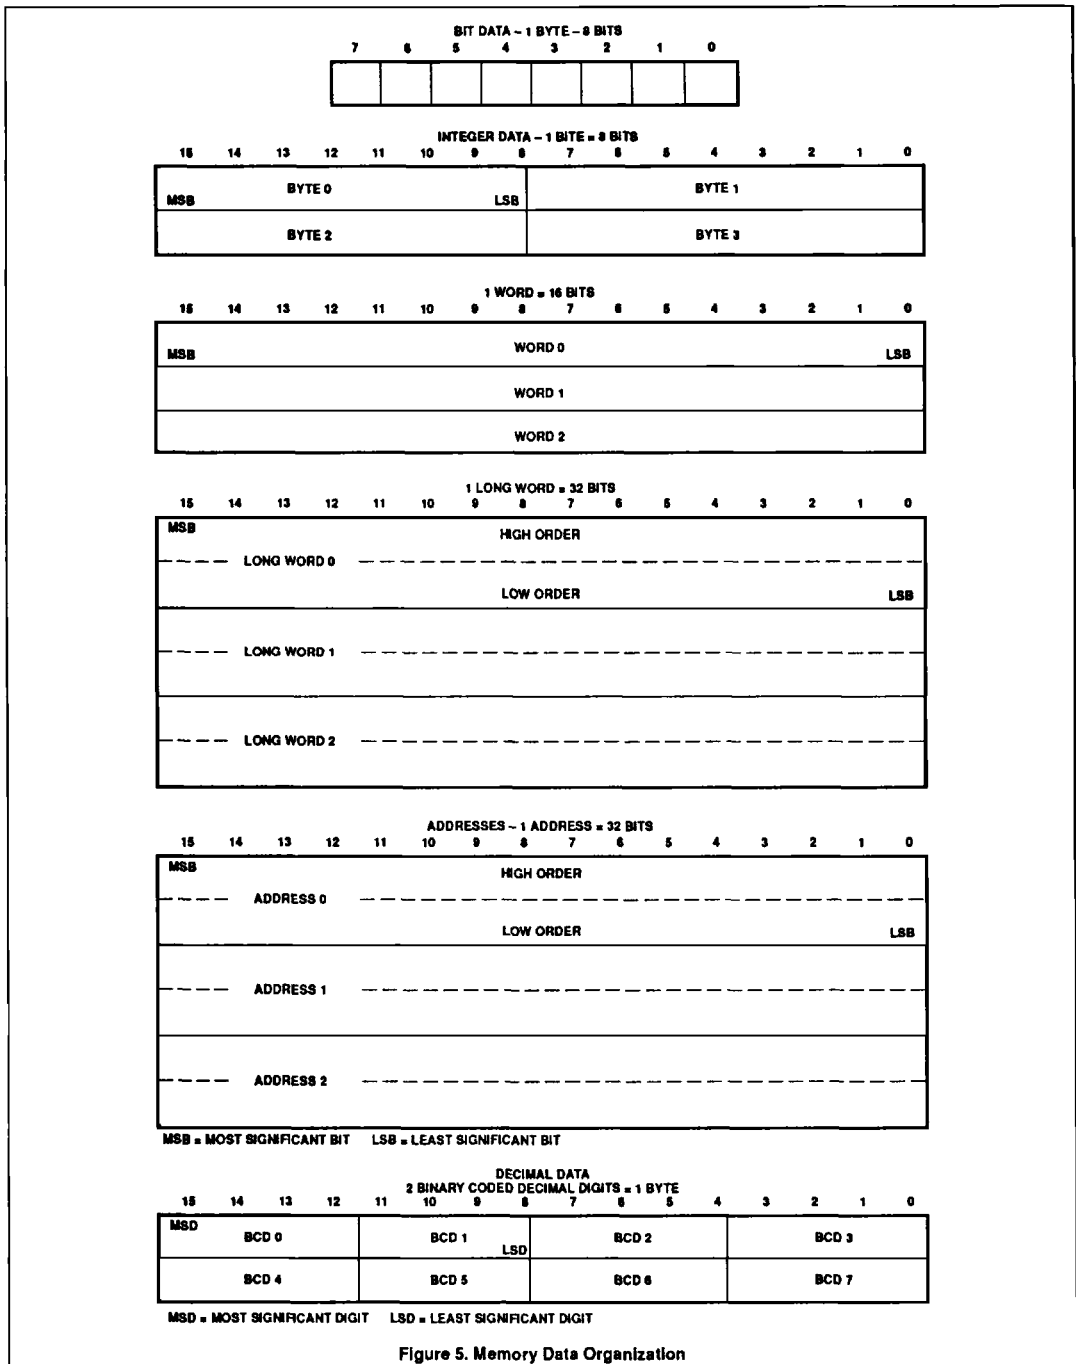 BIT DATA – 1 BYTE – 8 BITS
7 6 5 4 3 2 1 0
INTEGER DATA – 1 BITE = 8 BITS
15 14 13 12 11 10 9 8 7 6 5 4 3 2 1 0
BYTE 0 BYTE 1
MSB LSB
BYTE 2 BYTE 3
1 WORD = 16 BITS
15 14 13 12 11 10 9 8 7 6 5 4 3 2 1 0
WORD 0
MSB LSB
WORD 1
WORD 2
1 LONG WORD = 32 BITS
15 14 13 12 11 10 9 8 7 6 5 4 3 2 1 0
MSB HIGH ORDER
LONG WORD 0
LOW ORDER LSB
LONG WORD 1
LONG WORD 2
ADDRESSES – 1 ADDRESS = 32 BITS
15 14 13 12 11 10 9 8 7 6 5 4 3 2 1 0
MSB HIGH ORDER
ADDRESS 0
LOW ORDER LSB
ADDRESS 1
ADDRESS 2
MSB = MOST SIGNIFICANT BIT LSB = LEAST SIGNIFICANT BIT
DECIMAL DATA
2 BINARY CODED DECIMAL DIGITS = 1 BYTE
15 14 13 12 11 10 9 8 7 6 5 4 3 2 1 0
MSD BCD 0 BCD 1 LSD BCD 2 BCD 3
BCD 4 BCD 5 BCD 6 BCD 7
MSD = MOST SIGNIFICANT DIGIT LSD = LEAST SIGNIFICANT DIGIT
Figure 5. Memory Data Organization